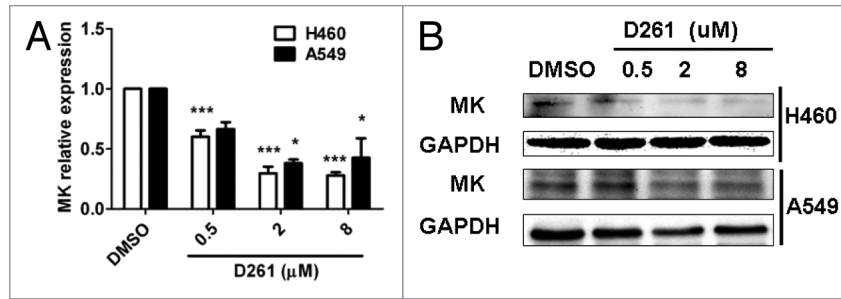 A
MK relative expression
1.5
1.0
0.5
0.0
H460
A549
***
***
*
***
*
DMSO
0.5
2
8
D261 (μM)
B
D261 (uM)
DMSO 0.5 2 8
MK
GAPDH
H460
MK
GAPDH
A549